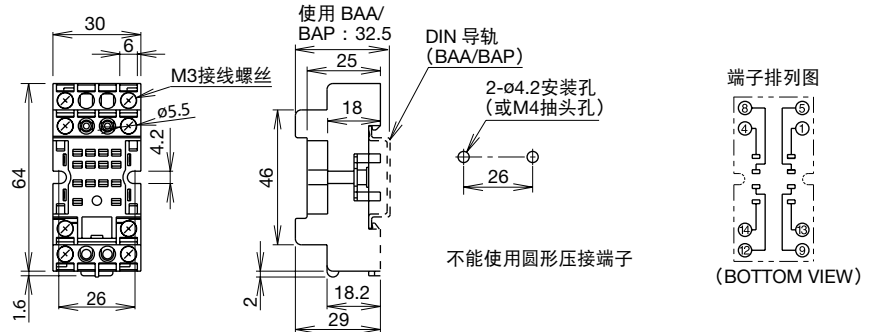 30
6
M3接线螺丝
ø5.5
4.2
64
26
1.6
使用 BAA/
BAP：32.5
25
18
46
2
18.2
29
DIN 导轨
（BAA/BAP）
2-ø4.2安装孔
（或M4抽头孔）
26
不能使用圆形压接端子
端子排列图
⑧ ⑤
④ ①
⑭ ⑬
⑫ ⑨
（BOTTOM VIEW）